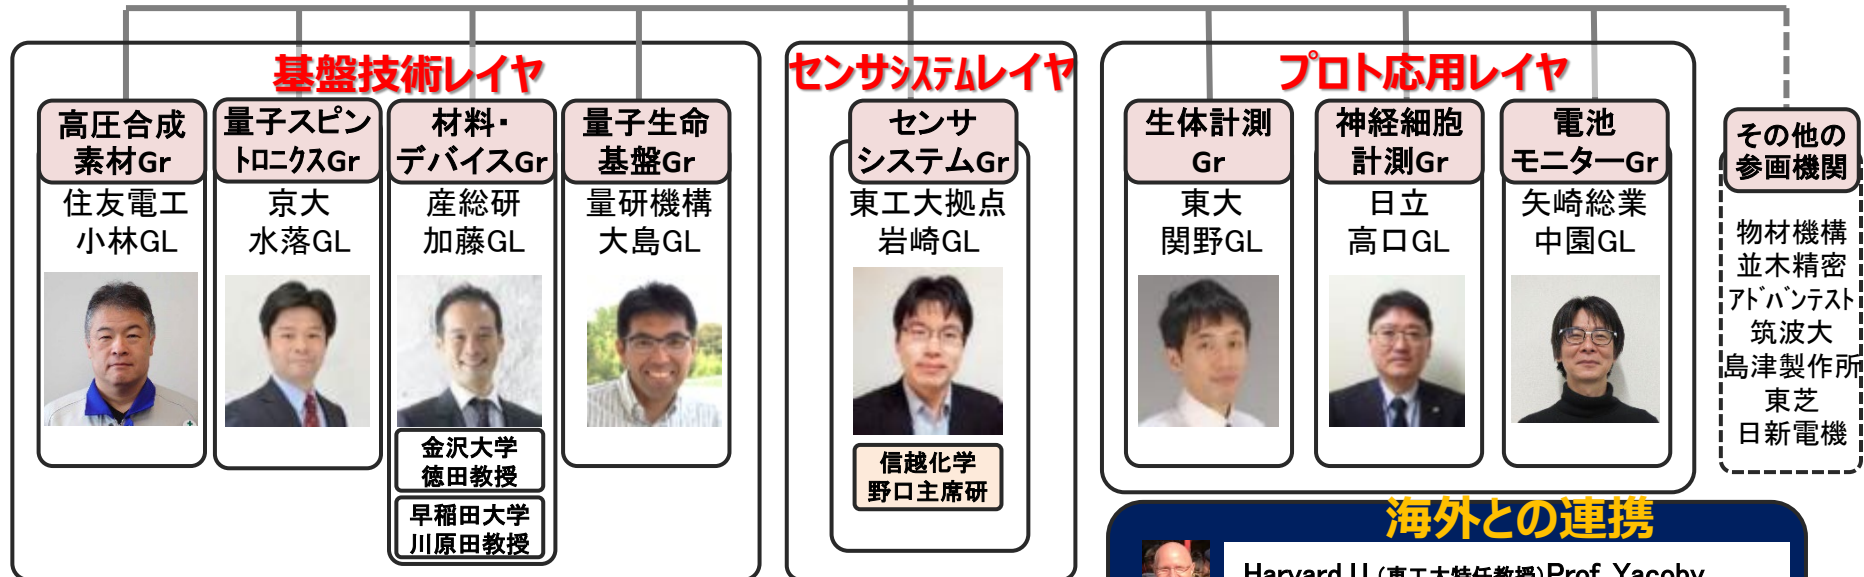 基盤技術レイヤ
高圧合成
素材Gr
住友電工
小林GL
量子スピン
トロニクスGr
京大
水落GL
材料・
デバイスGr
産総研
加藤GL
金沢大学
徳田教授
早稲田大学
川原田教授
量子生命
基盤Gr
量研機構
大島GL
センサシステムレイヤ
センサ
システムGr
東工大拠点
岩崎GL
信越化学
野口主席研
プロト応用レイヤ
生体計測
Gr
東大
関野GL
神経細胞
計測Gr
日立
高口GL
電池
モニターGr
矢崎総業
中園GL
その他の
参画機関
物材機構
並木精密
アドバンテスト
筑波大
島津製作所
東芝
日新電機
海外との連携
Harvard U.(東工大特任教授)Prof. Yacoby